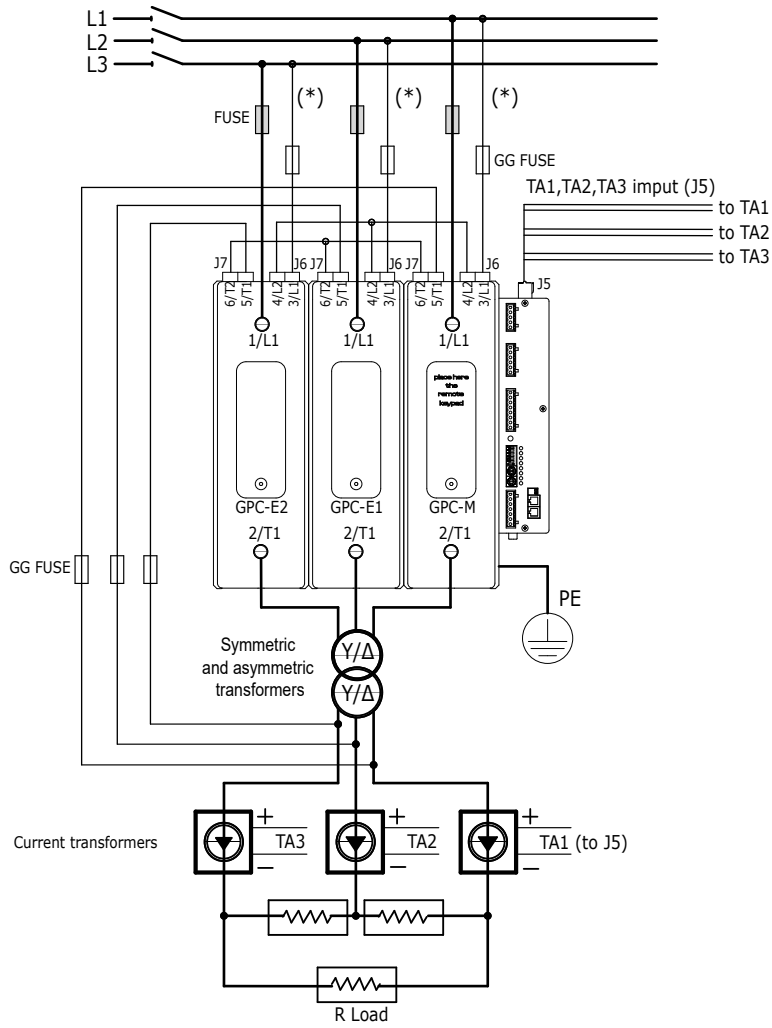 L1
L2
L3
(*)
(*)
(*)
FUSE
GG FUSE
TA1,TA2,TA3 imput (J5)
to TA1
to TA2
to TA3
J7
J6
J7
J6
J7
J6
J5
6/T2
5/T1
4/L2
3/L1
6/T2
5/T1
4/L2
3/L1
6/T2
5/T1
4/L2
3/L1
1/L1
1/L1
1/L1
place here
the
remote
keypad
GPC-E2
GPC-E1
GPC-M
2/T1
2/T1
2/T1
GG FUSE
PE
Symmetric
and asymmetric
transformers
Y/Δ
Y/Δ
Current transformers
+
TA3
−
+
TA2
−
+
TA1 (to J5)
−
R Load